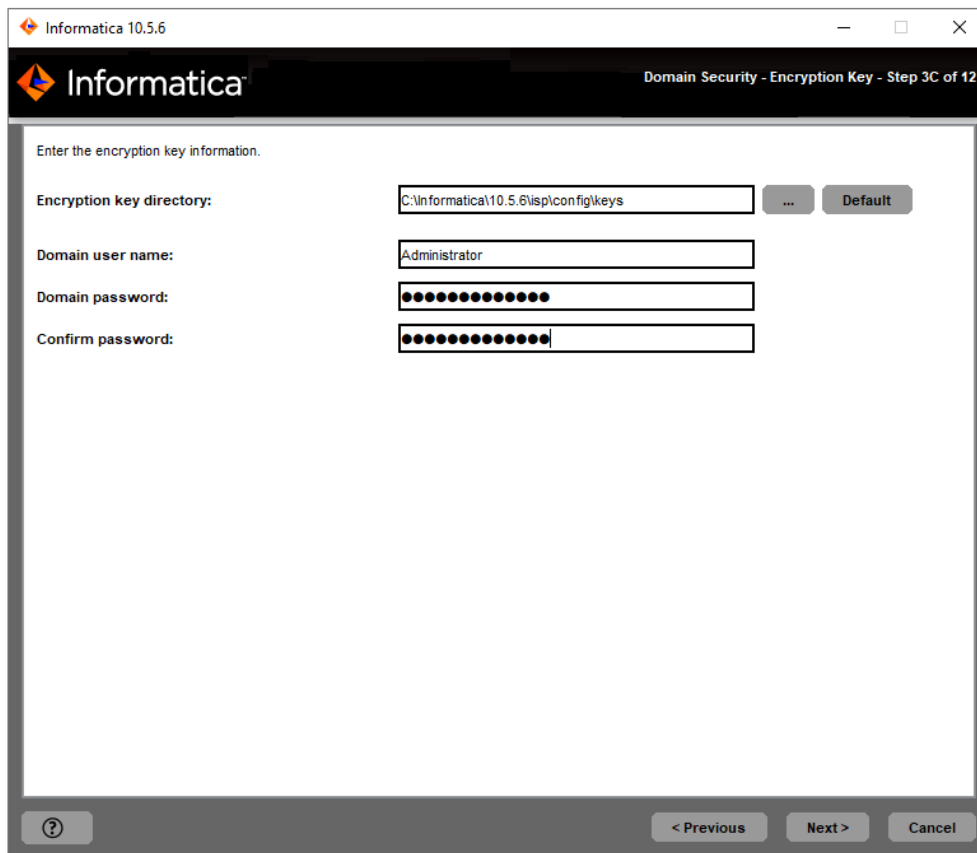 Informatica 10.5.6
Informatica
Domain Security - Encryption Key - Step 3C of 12
Enter the encryption key information.
Encryption key directory: C:\Informatica\10.5.6\isp\config\keys ... Default
Domain user name: Administrator
Domain password: ●●●●●●●●●●●●●
Confirm password: ●●●●●●●●●●●●●
? < Previous Next > Cancel